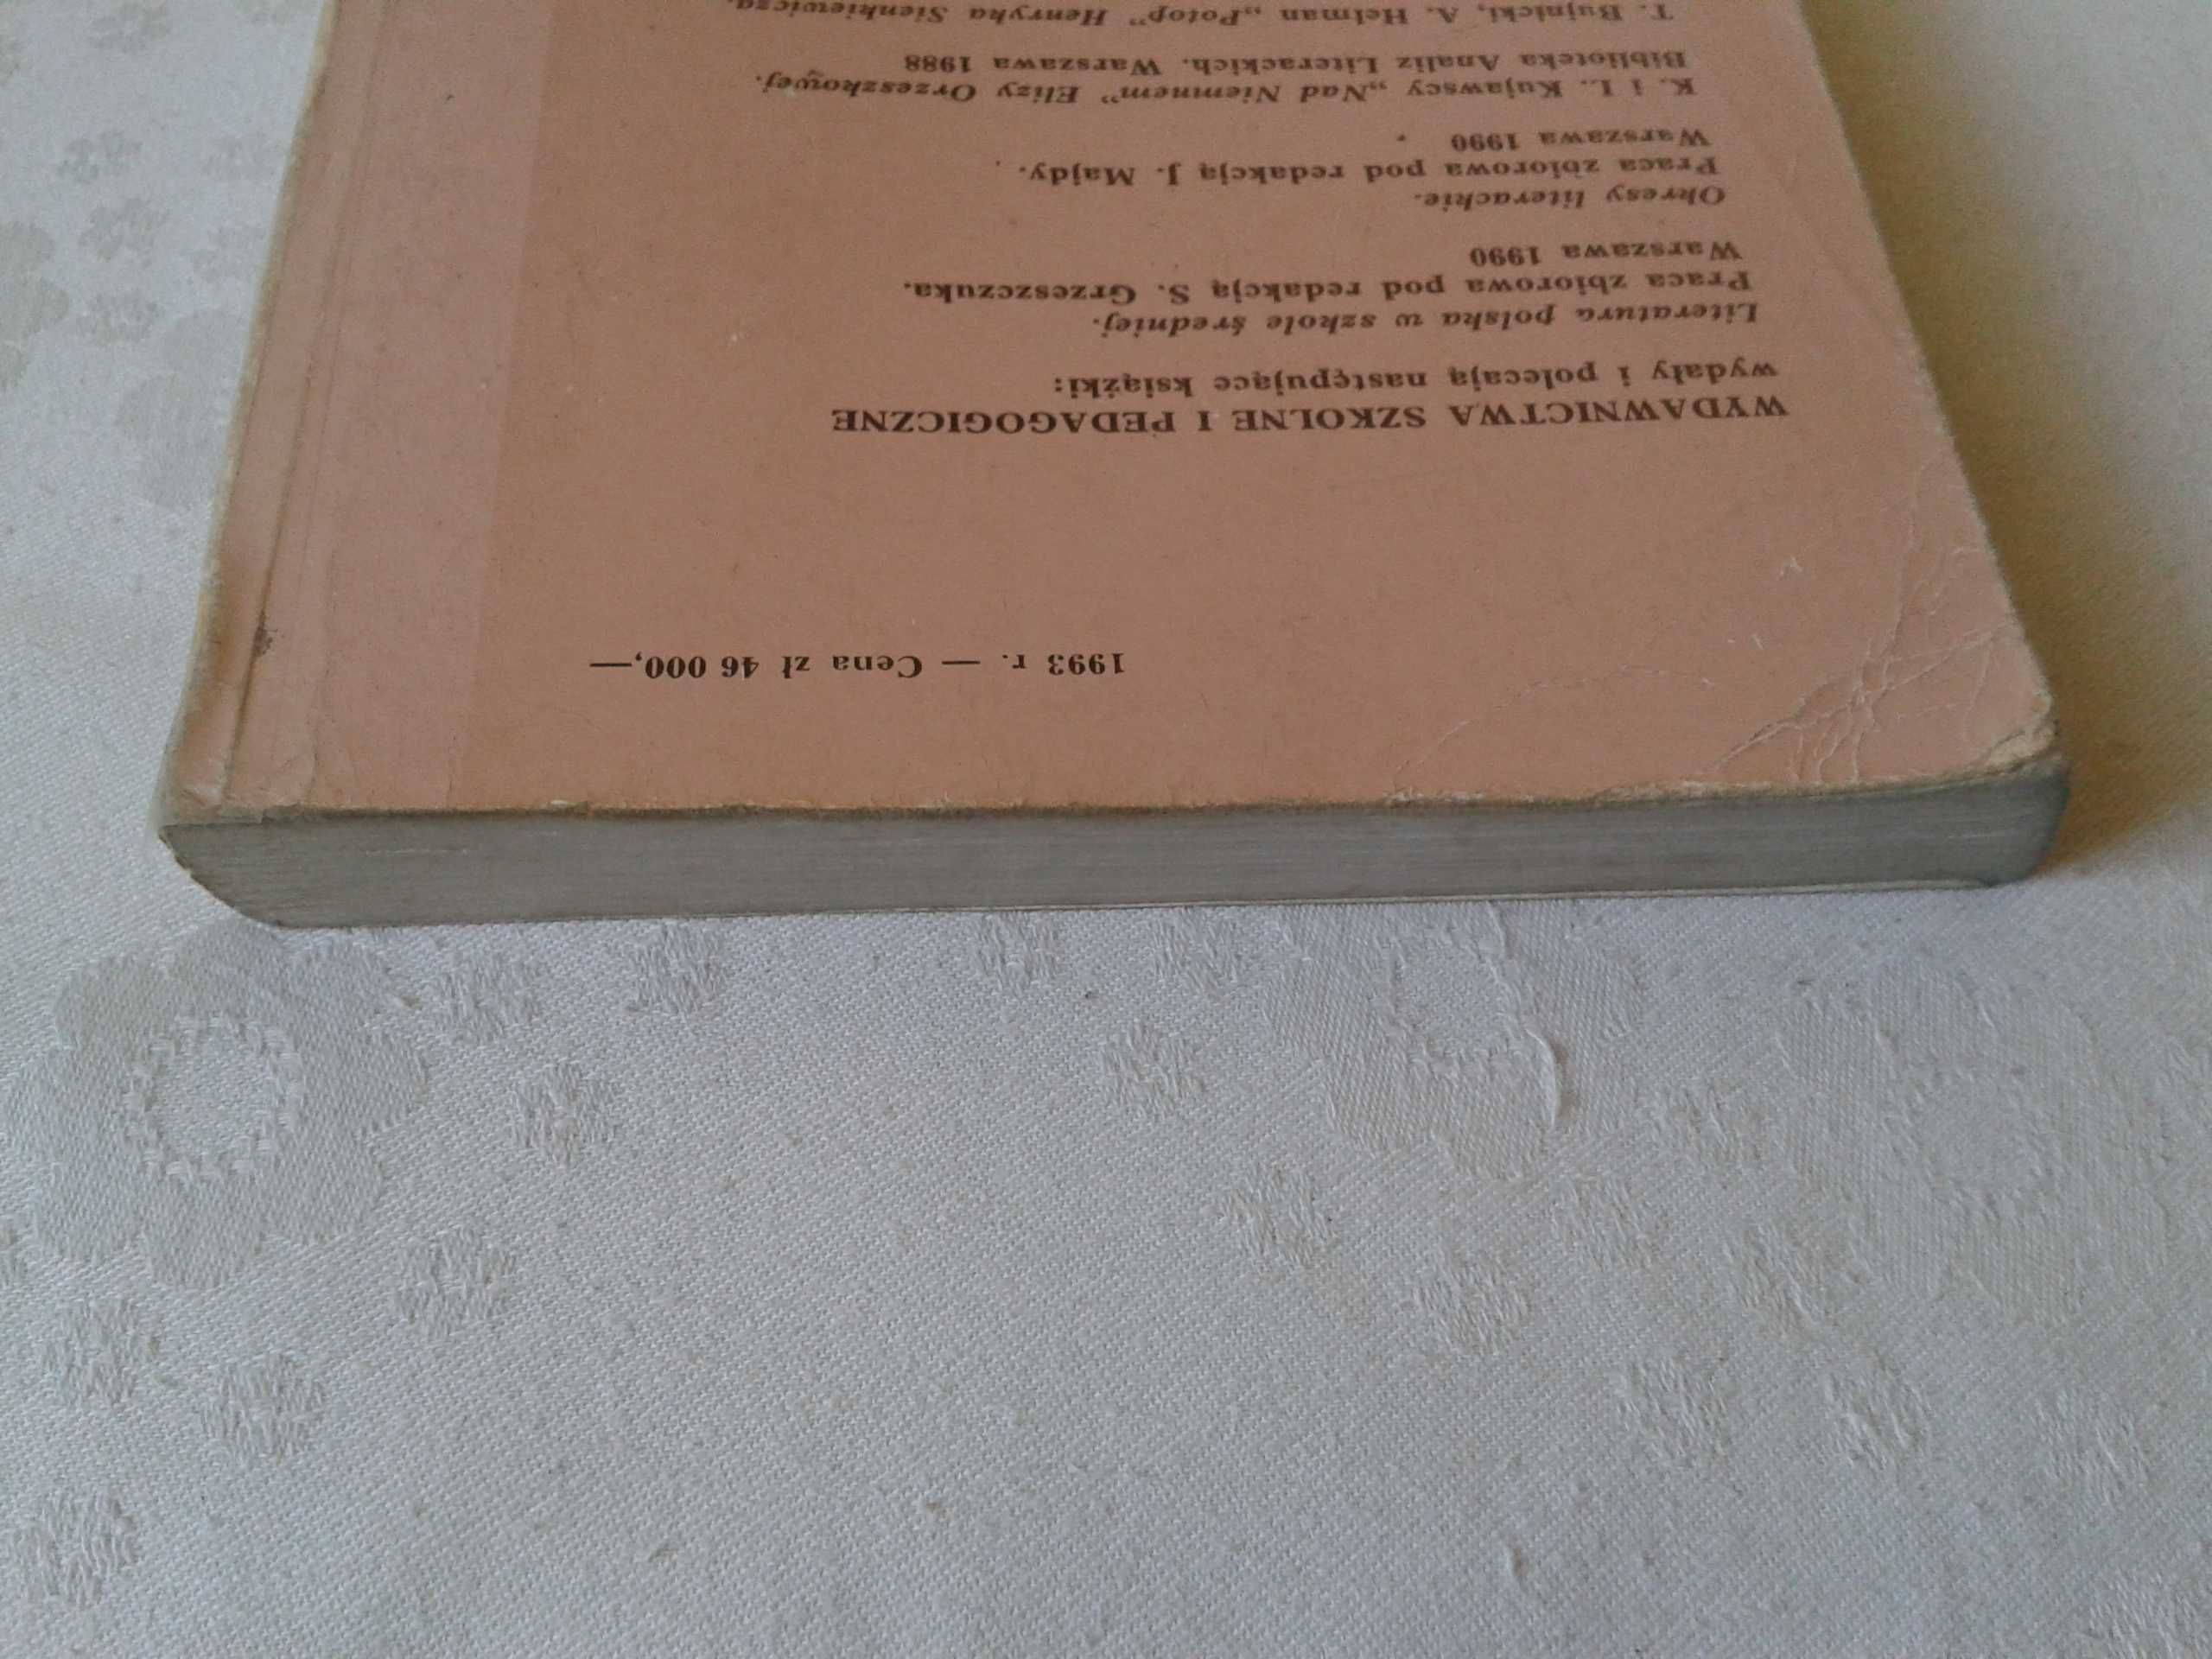 1993 r. — Cena zł 46 000,—
WYDAWNICTWA SZKOLNE I PEDAGOGICZNE
wydały i polecają następujące książki:
Literatura polska w szkole średniej.
Praca zbiorowa pod redakcją S. Grzeszczuka.
Warszawa 1990
Okresy literackie.
Praca zbiorowa pod redakcją J. Majdy.
Warszawa 1990
K. i L. Kujawscy „Nad Niemnem” Elizy Orzeszkowej.
Biblioteka Analiz Literackich. Warszawa 1988
T. Bujnicki, A. Helman „Potop” Henryka Sienkiewicza.